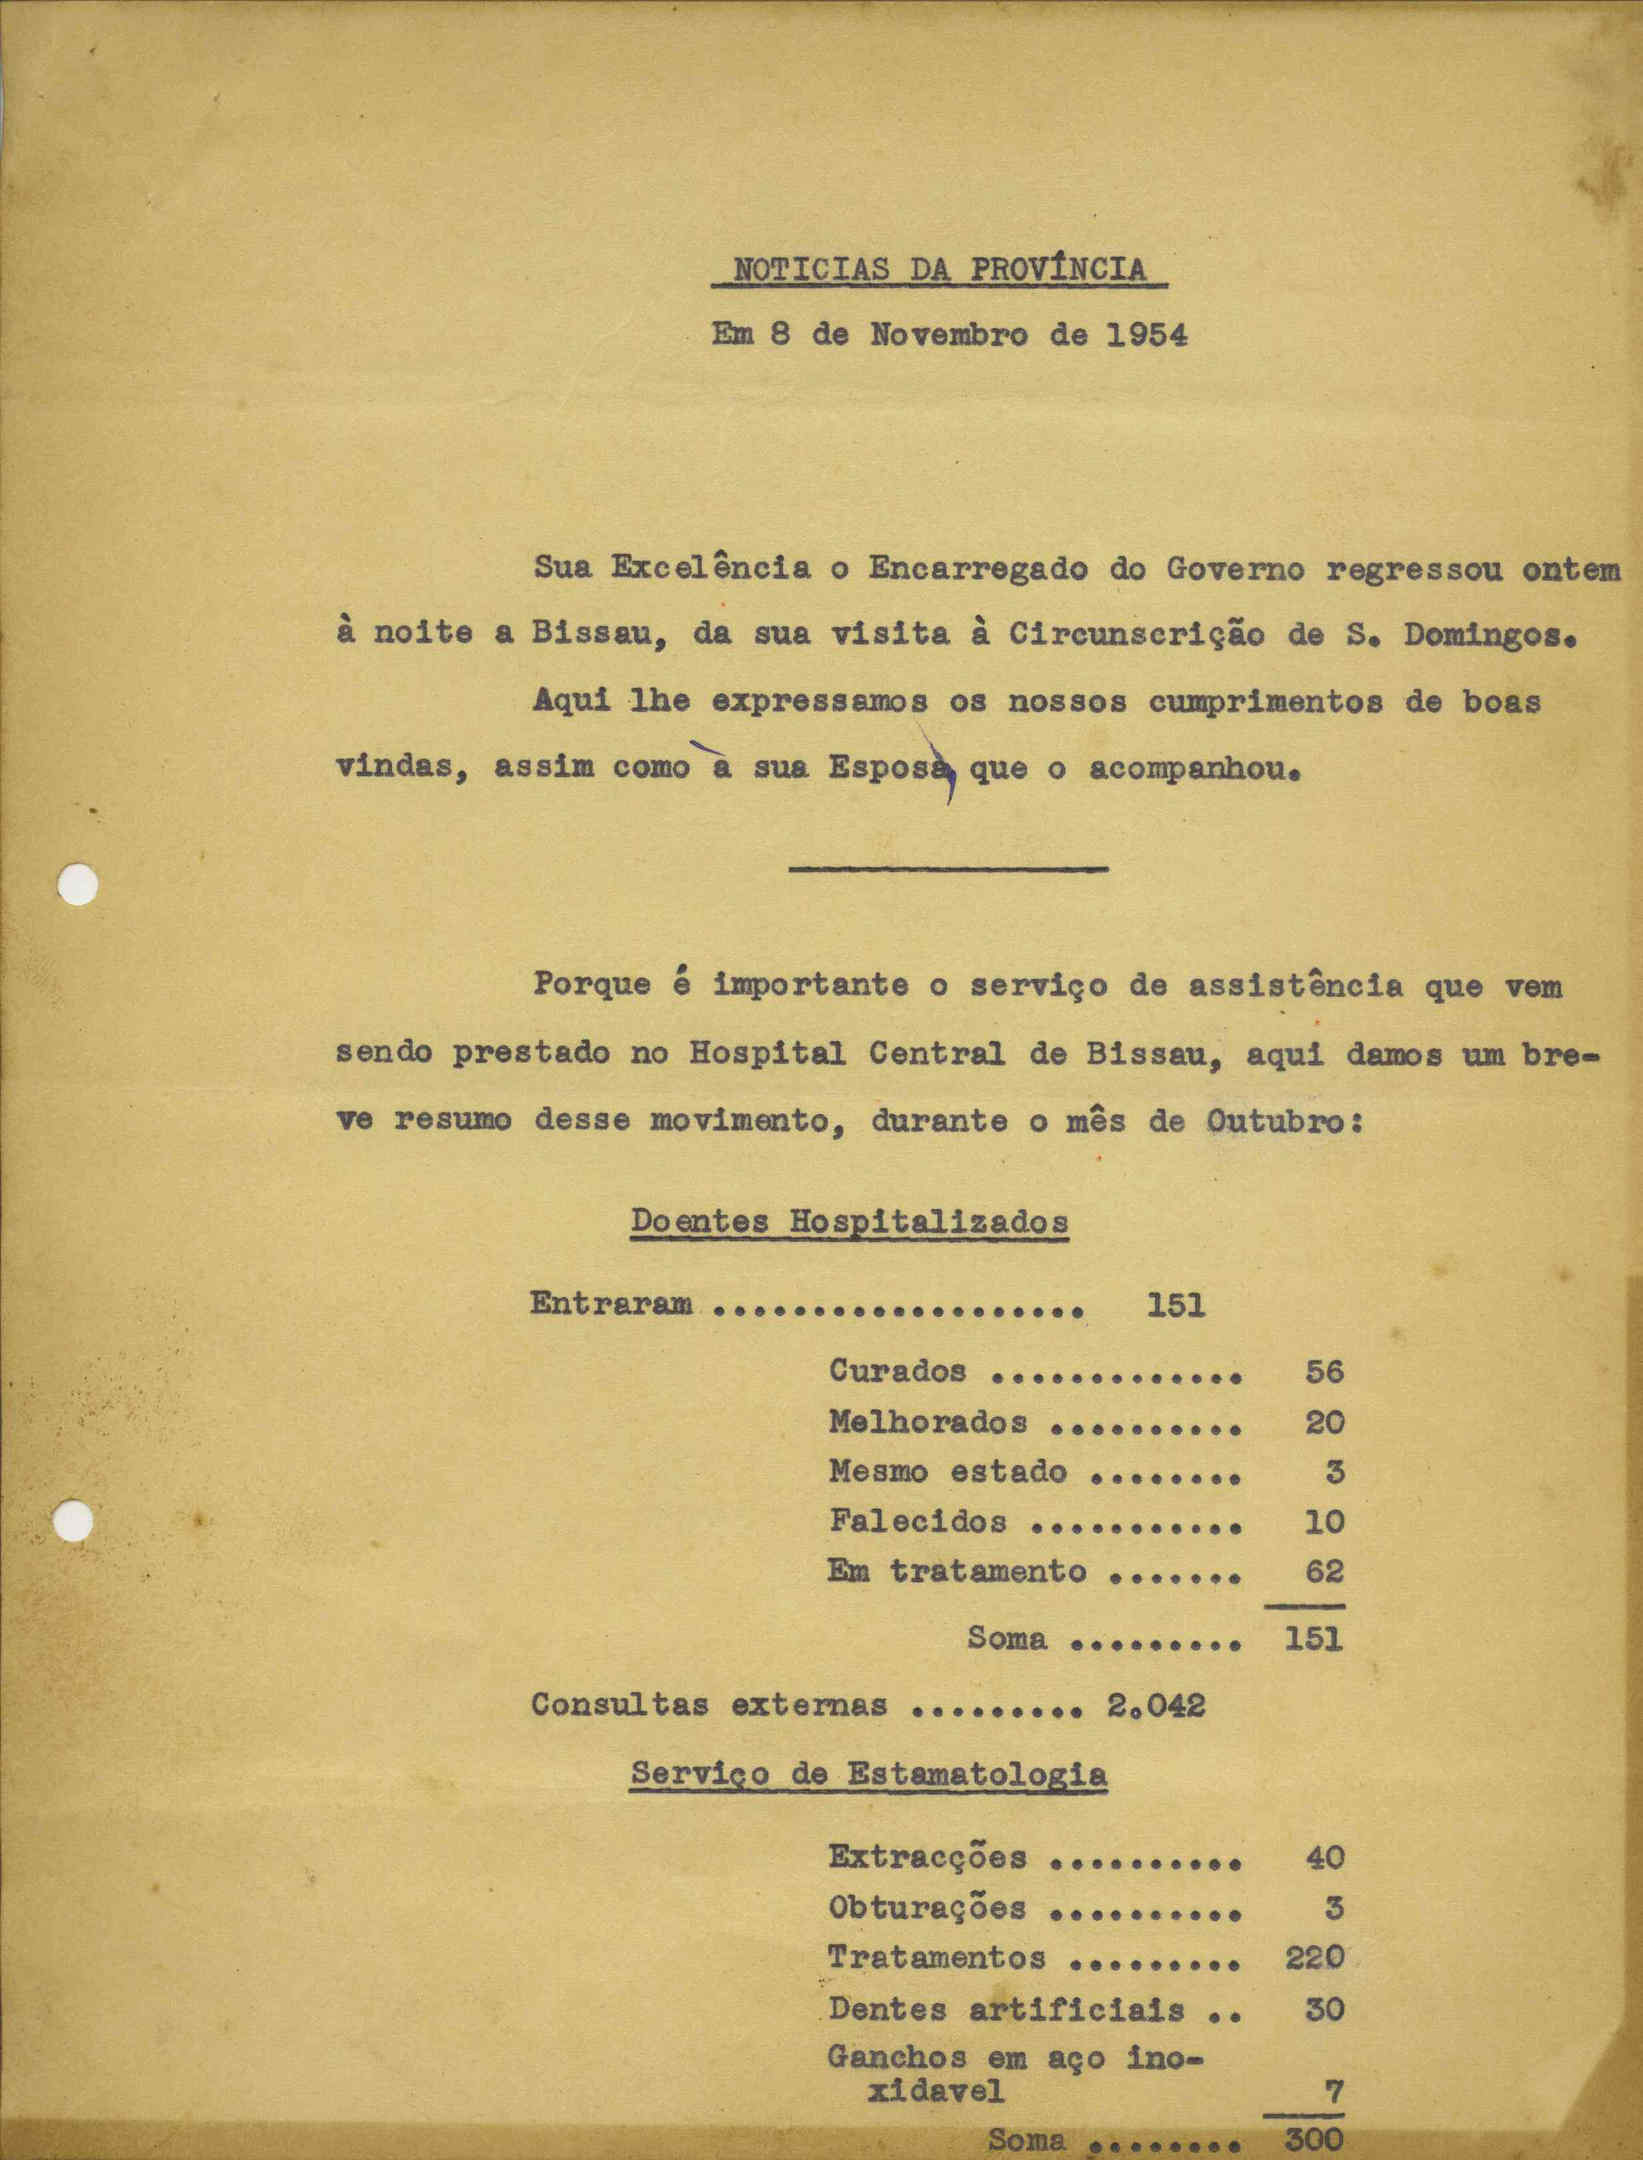 NOTICIAS DA PROVÍNCIA
Em 8 de Novembro de 1954
Sua Excelência o Encarregado do Governo regressou ontem
à noite a Bissau, da sua visita à Circunscrição de S. Domingos.
Aqui lhe expressamos os nossos cumprimentos de boas
vindas, assim como à sua Esposa, que o acompanhou.
Porque é importante o serviço de assistência que vem
sendo prestado no Hospital Central de Bissau, aqui damos um bre-
ve resumo desse movimento, durante o mês de Outubro:
Doentes Hospitalizados
Entraram ................... 151
Curados ............. 56
Melhorados .......... 20
Mesmo estado ........ 3
Falecidos ........... 10
Em tratamento ....... 62
Soma ......... 151
Consultas externas ......... 2.042
Serviço de Estamatologia
Extracções .......... 40
Obturações .......... 3
Tratamentos ......... 220
Dentes artificiais .. 30
Ganchos em aço ino-
xidavel 7
Soma ........ 300